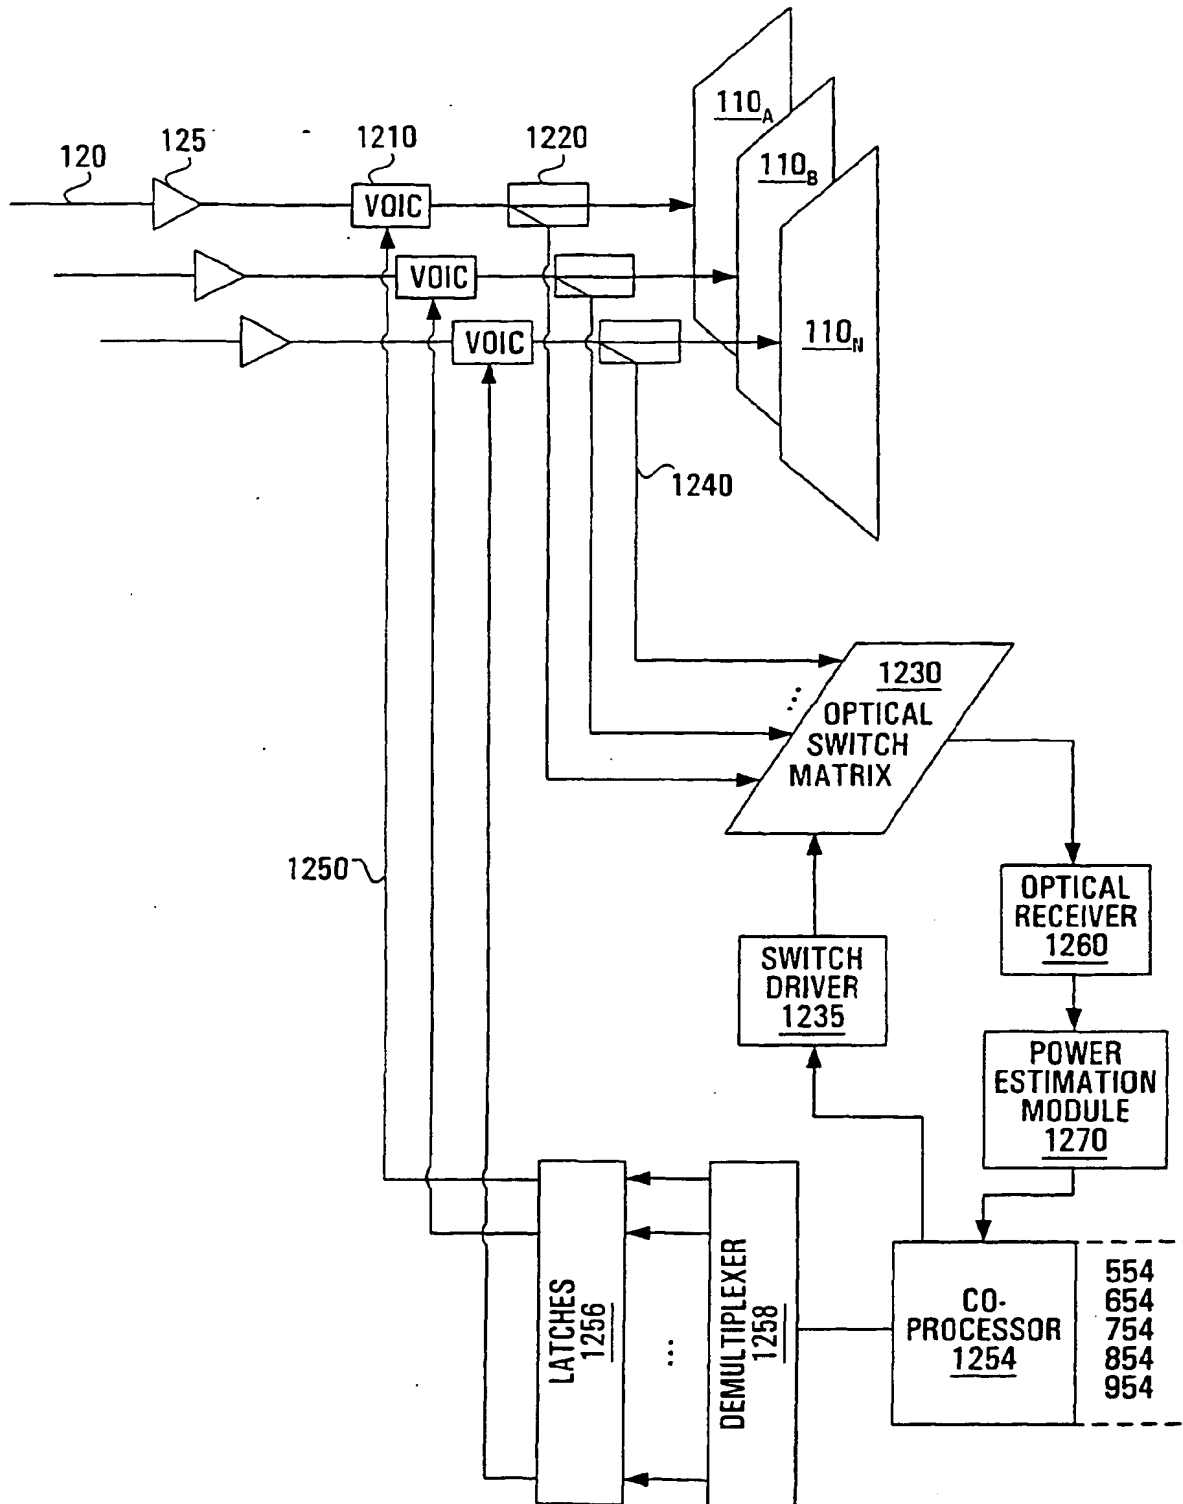 110A
125
1210
1220
120
110B
VOIC
VOIC
VOIC
110N
1240
1230
OPTICAL
SWITCH
MATRIX
1250
OPTICAL
RECEIVER
1260
SWITCH
DRIVER
1235
POWER
ESTIMATION
MODULE
1270
LATCHES
1256
...
DEMULTIPLEXER
1258
CO-
PROCESSOR
1254
554
654
754
854
954